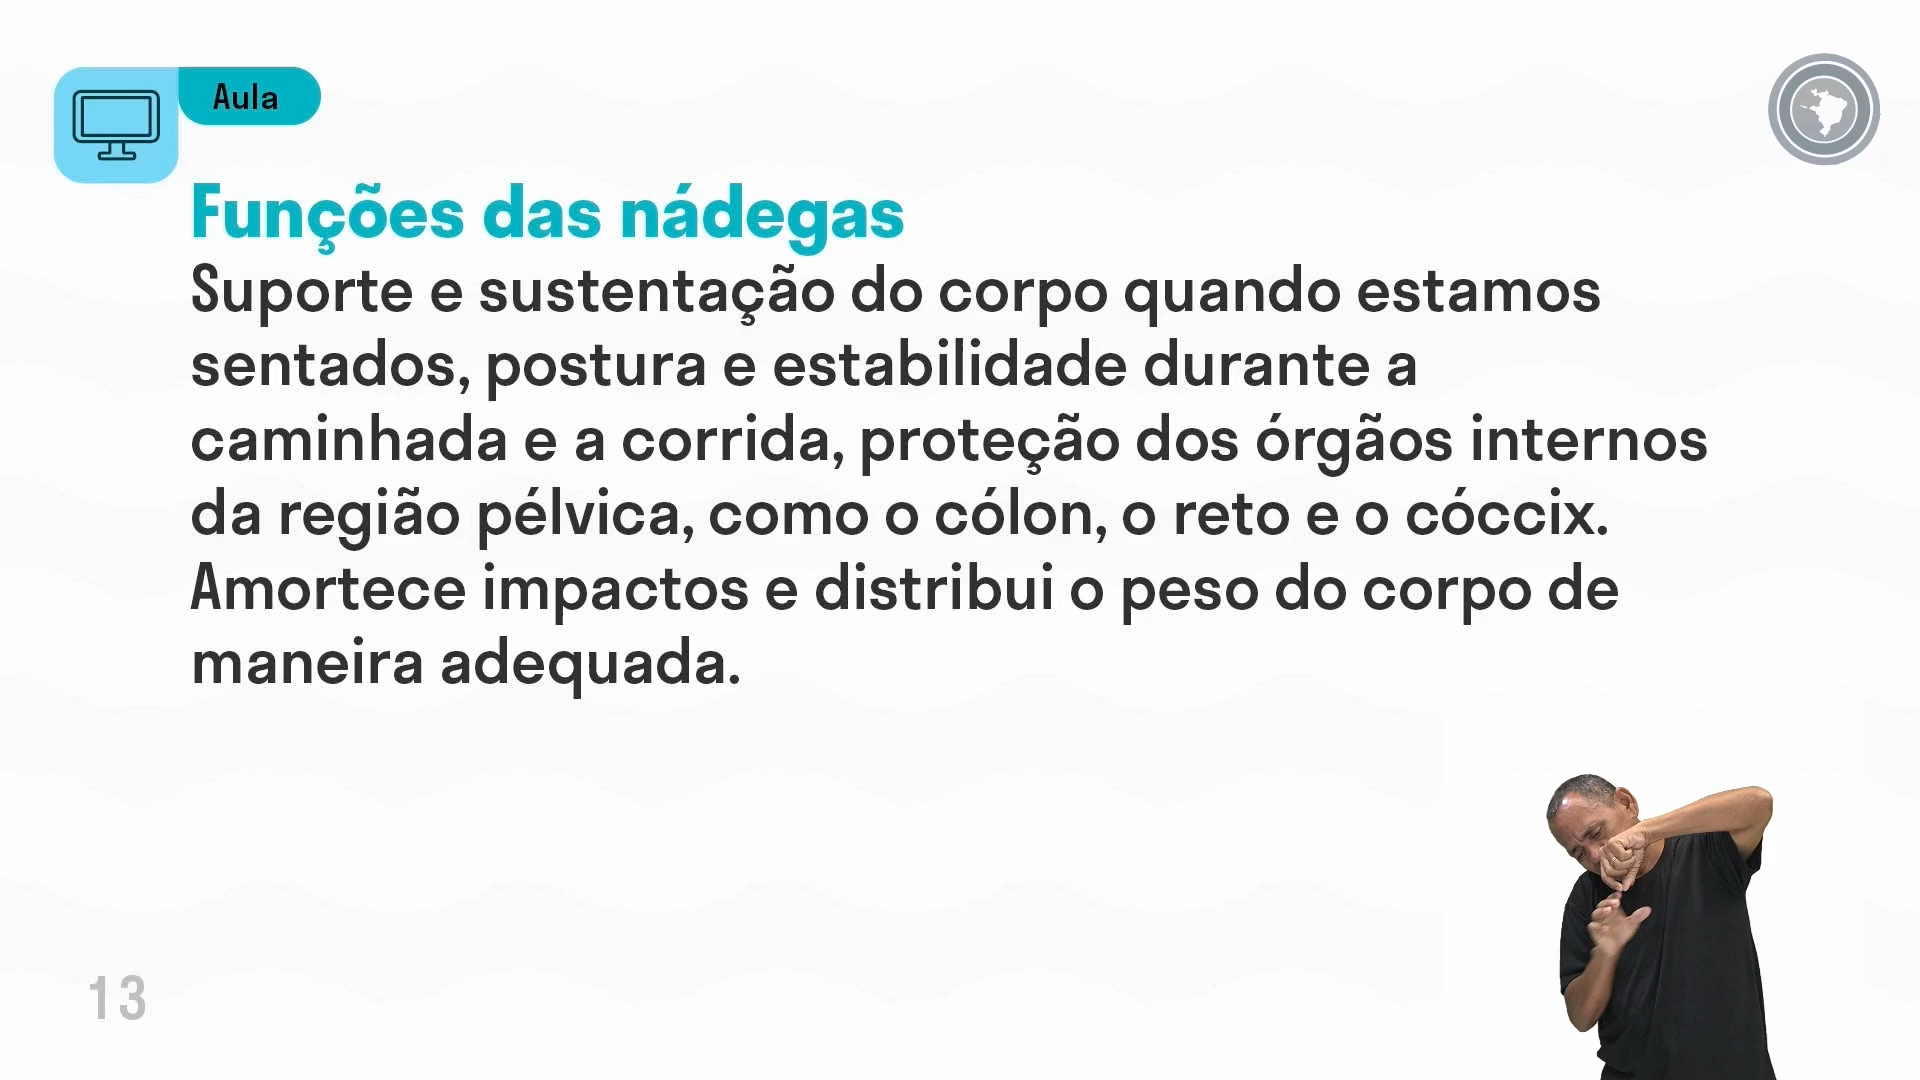 Aula
Funções das nádegas
Suporte e sustentação do corpo quando estamos
sentados, postura e estabilidade durante a
caminhada e a corrida, proteção dos órgãos internos
da região pélvica, como o cólon, o reto e o cóccix.
Amortece impactos e distribui o peso do corpo de
maneira adequada.
13